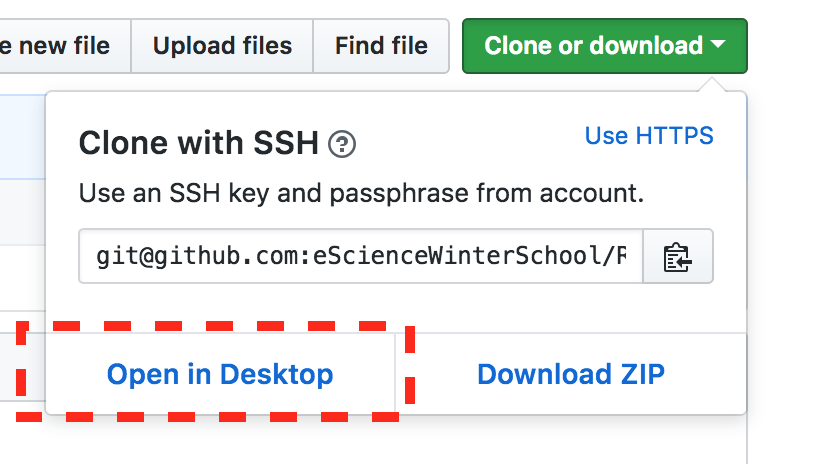 e new file Upload files Find file Clone or download
Clone with SSH ?
Use HTTPS
Use an SSH key and passphrase from account.
git@github.com:eScienceWinterSchool/R
Open in Desktop Download ZIP